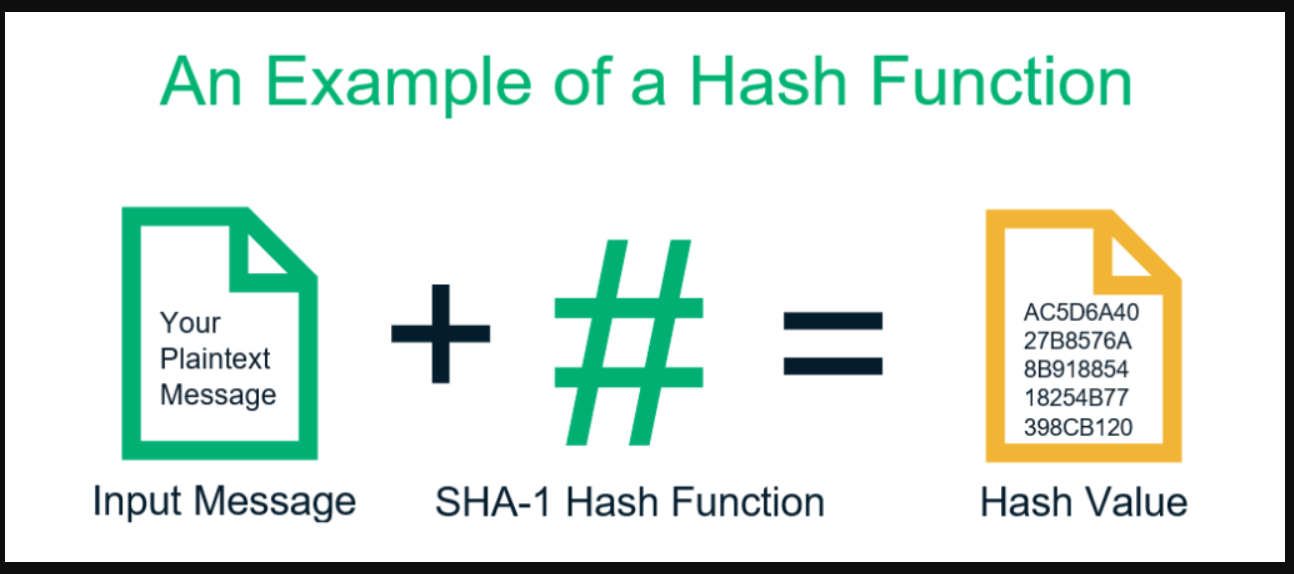 An Example of a Hash Function
Your
Plaintext
Message
+
#
=
AC5D6A40
27B8576A
8B918854
18254B77
398CB120
Input Message
SHA-1 Hash Function
Hash Value